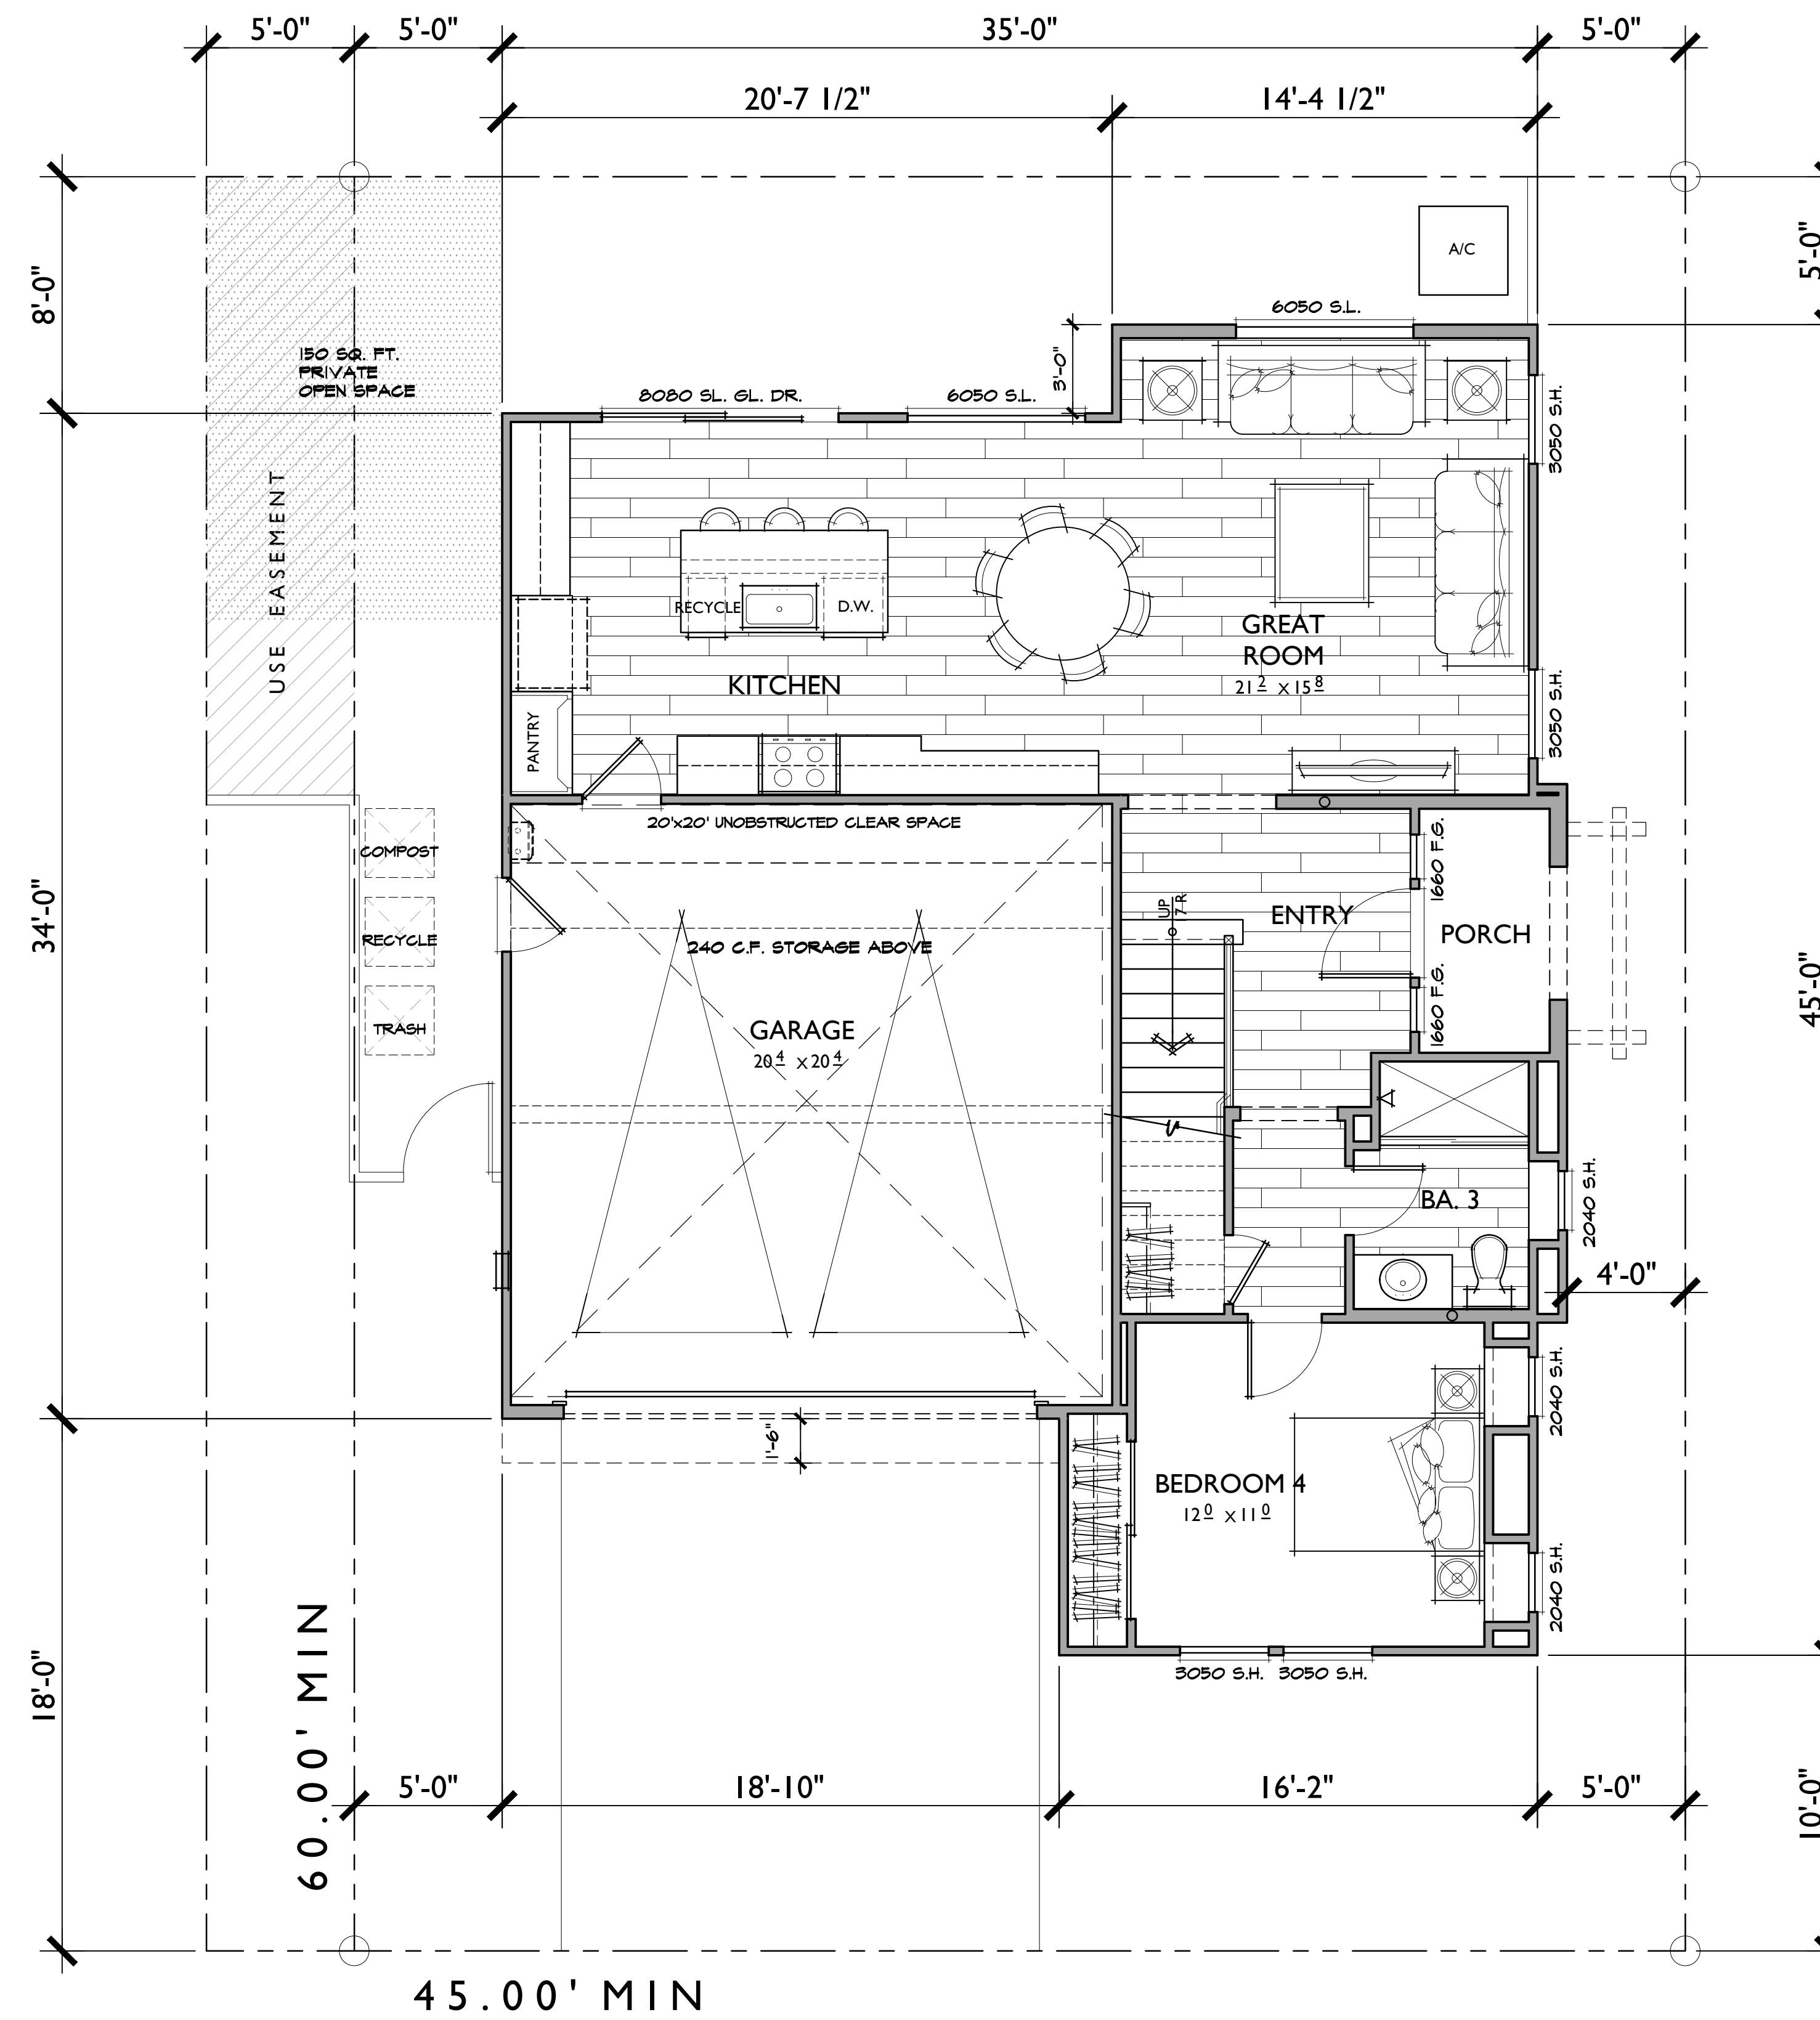 5'-0"
5'-0"
35'-0"
5'-0"
20'-7 1/2"
14'-4 1/2"
8'-0"
5'-0"
A/C
6050 S.L.
150 SQ. FT.
PRIVATE
OPEN SPACE
3'-0"
8080 SL. GL. DR.
6050 S.L.
3050 S.H.
USE EASEMENT
RECYCLE
D.W.
GREAT
ROOM
21 2 X 15 8
KITCHEN
3050 S.H.
PANTRY
20'x20' UNOBSTRUCTED CLEAR SPACE
COMPOST
1660 F.G.
34'-0"
UP
7 R
ENTRY
PORCH
RECYCLE
240 C.F. STORAGE ABOVE
45'-0"
1660 F.G.
TRASH
GARAGE
20 4 X 20 4
BA. 3
2040 S.H.
4'-0"
2040 S.H.
1'-6"
BEDROOM 4
12 0 X 11 0
2040 S.H.
3050 S.H.
3050 S.H.
18'-0"
60.00' MIN
5'-0"
18'-10"
16'-2"
5'-0"
10'-0"
45.00' MIN